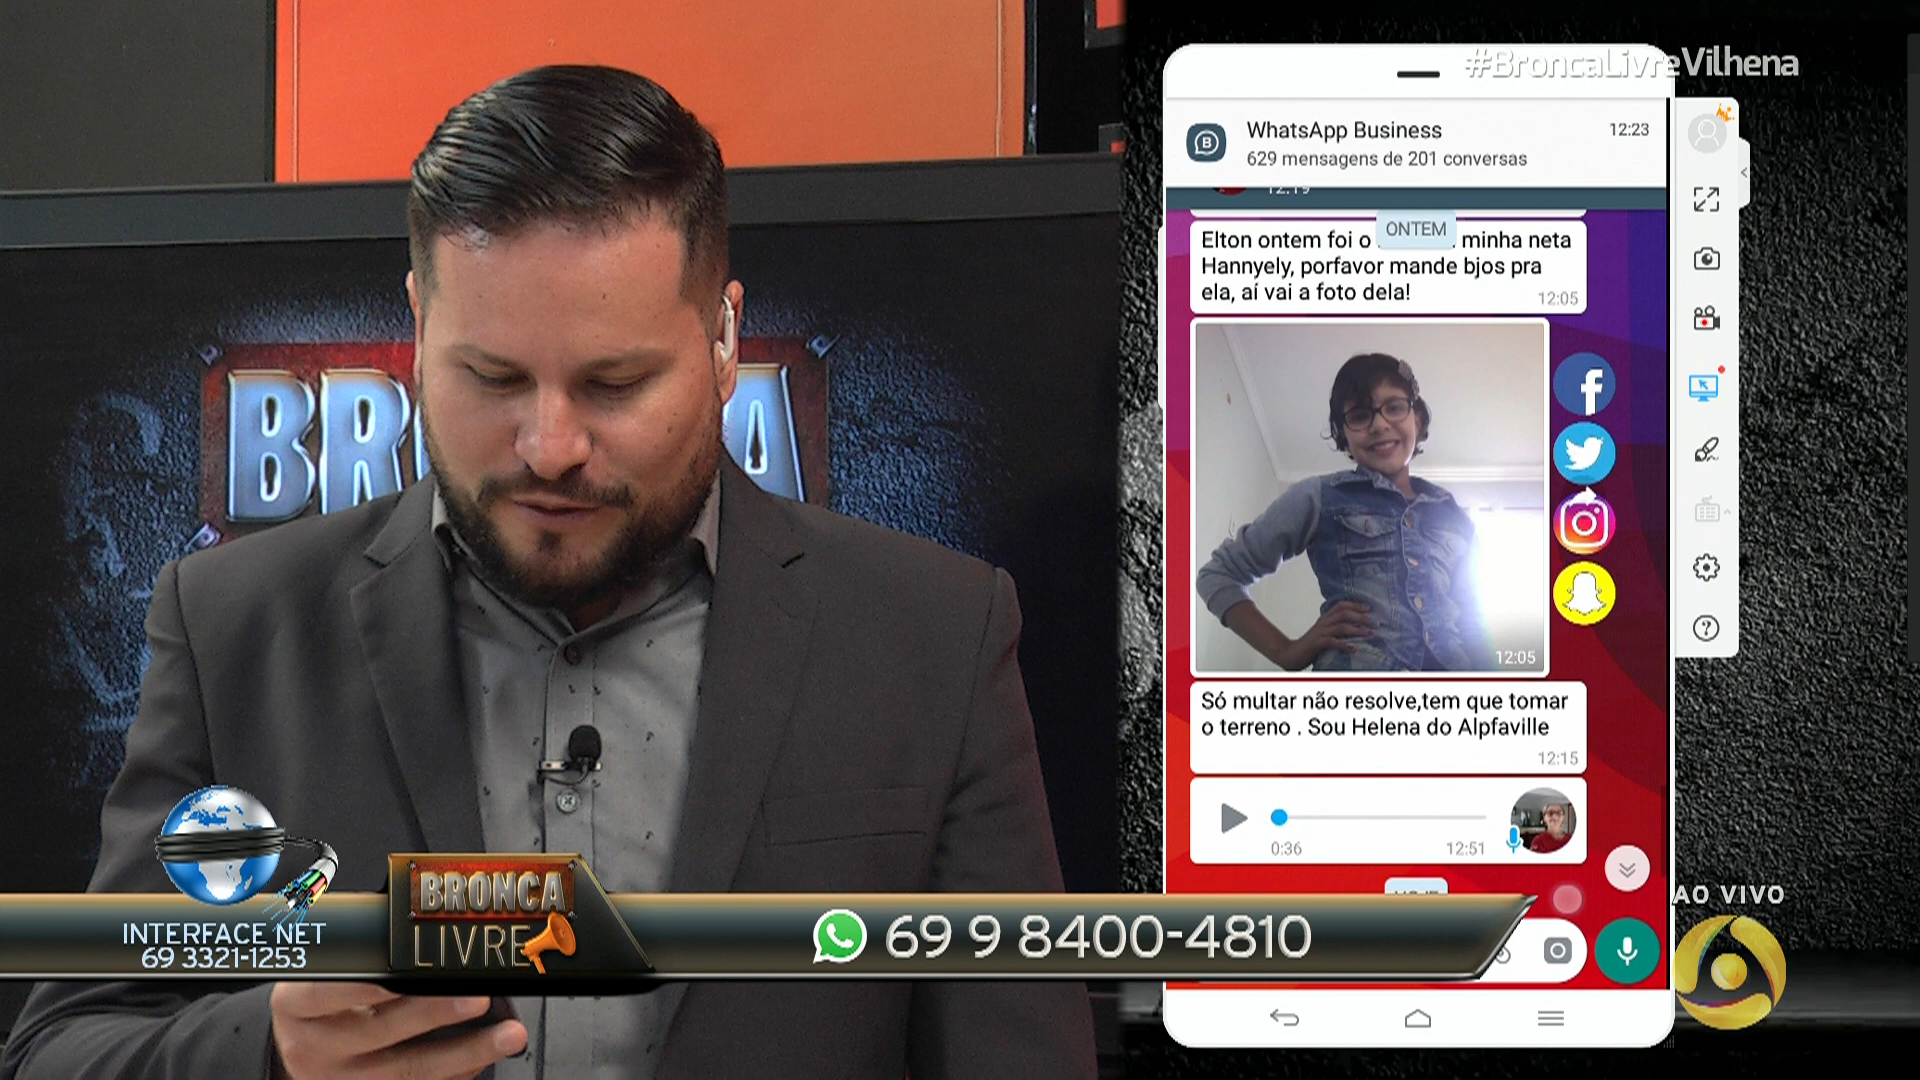 #BroncaLivreVilhena
WhatsApp Business
12:23
629 mensagens de 201 conversas
12:19
ONTEM
Elton ontem foi o minha neta
Hannyely, porfavor mande bjos pra
ela, aí vai a foto dela!
12:05
12:05
Só multar não resolve,tem que tomar
o terreno . Sou Helena do Alpfaville
12:15
0:36
12:51
BR A
AO VIVO
BRONCA
LIVRE
69 9 8400-4810
INTERFACE NET
69 3321-1253